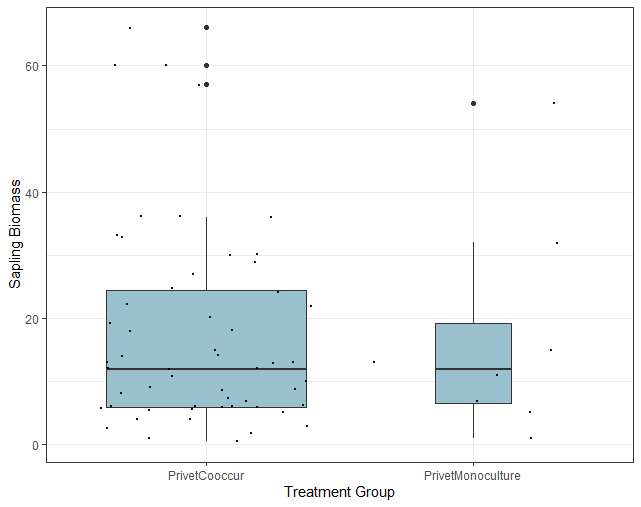 Sapling Biomass
60
40
20
0
PrivetCooccur
PrivetMonoculture
Treatment Group